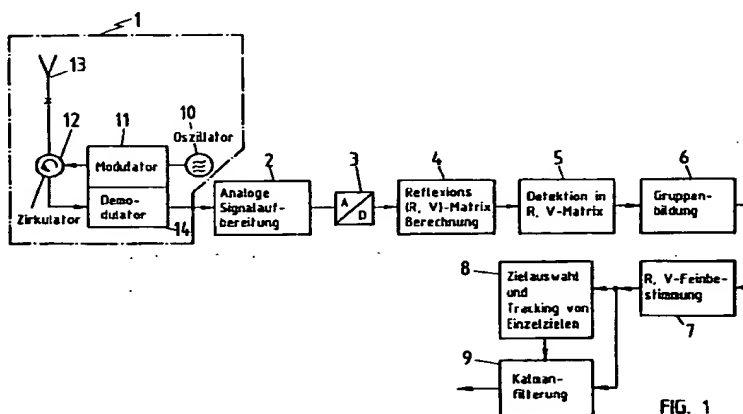 1
13
12
11
10
Oszillator
Modulator
Demo-
dulator
Zirkulator
14
2
Analoge
Signalauf-
bereitung
3
A
D
4
Reflexions
(R, V)-Matrix
Berechnung
5
Detektion in
R, V-Matrix
6
Gruppen-
bildung
8
Zielauswahl
und
Tracking von
Einzelzielen
R, V-Feinbe-
stimmung
7
9
Kalman-
filterung
FIG. 1